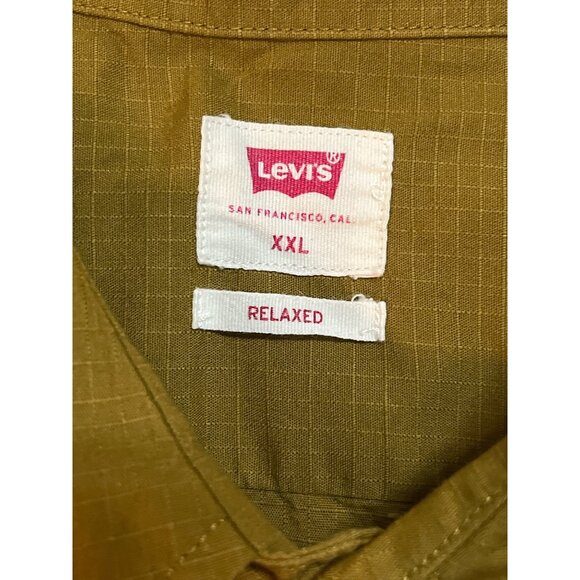 Levi's®
SAN FRANCISCO, CAL.
XXL
RELAXED